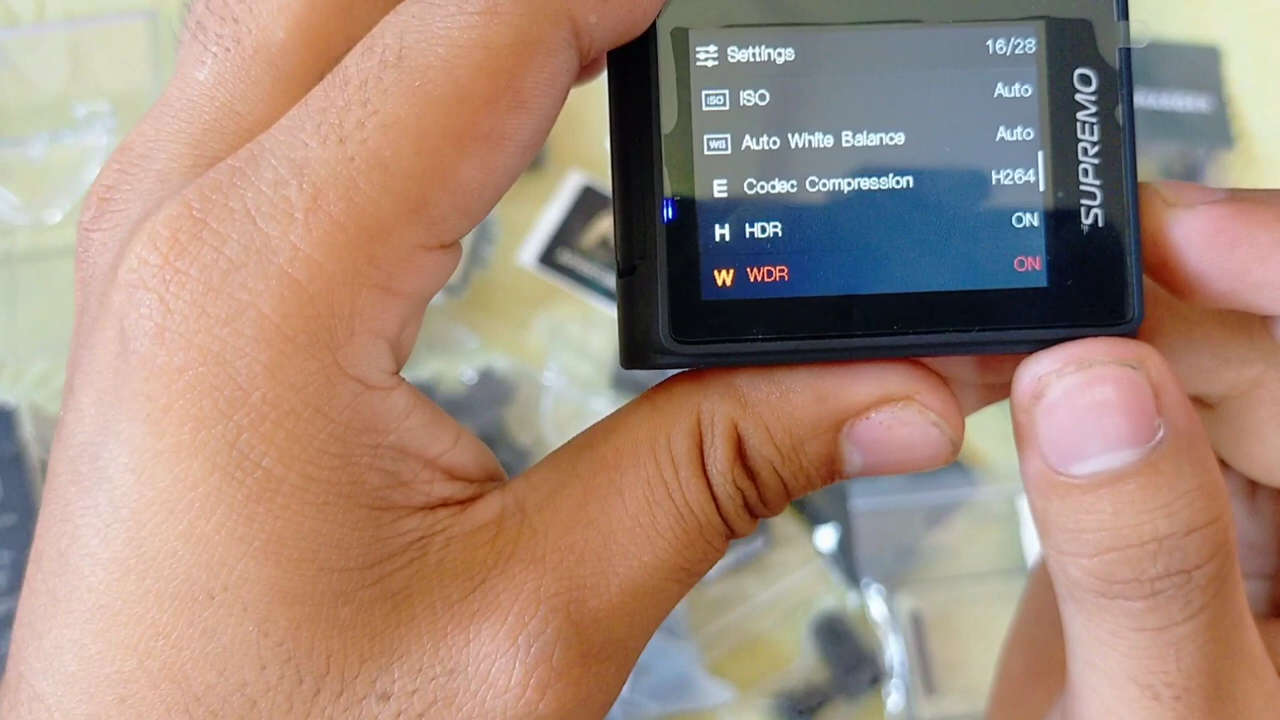 Settings 16/28
ISO ISO Auto
WB Auto White Balance Auto
E Codec Compression H264
H HDR ON
W WDR ON
SUPREMO